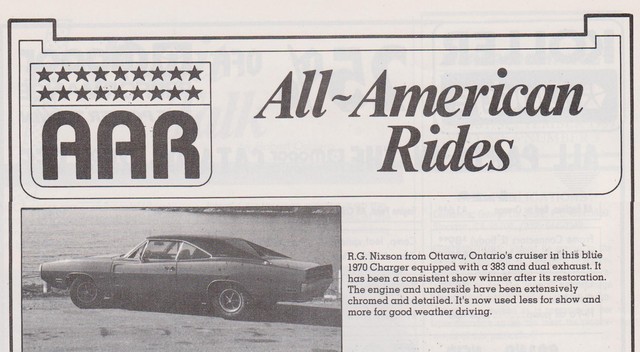 AAR
All-American
Rides
R.G. Nixson from Ottawa, Ontario's cruiser in this blue
1970 Charger equipped with a 383 and dual exhaust. It
has been a consistent show winner after its restoration.
The engine and underside have been extensively
chromed and detailed. It's now used less for show and
more for good weather driving.